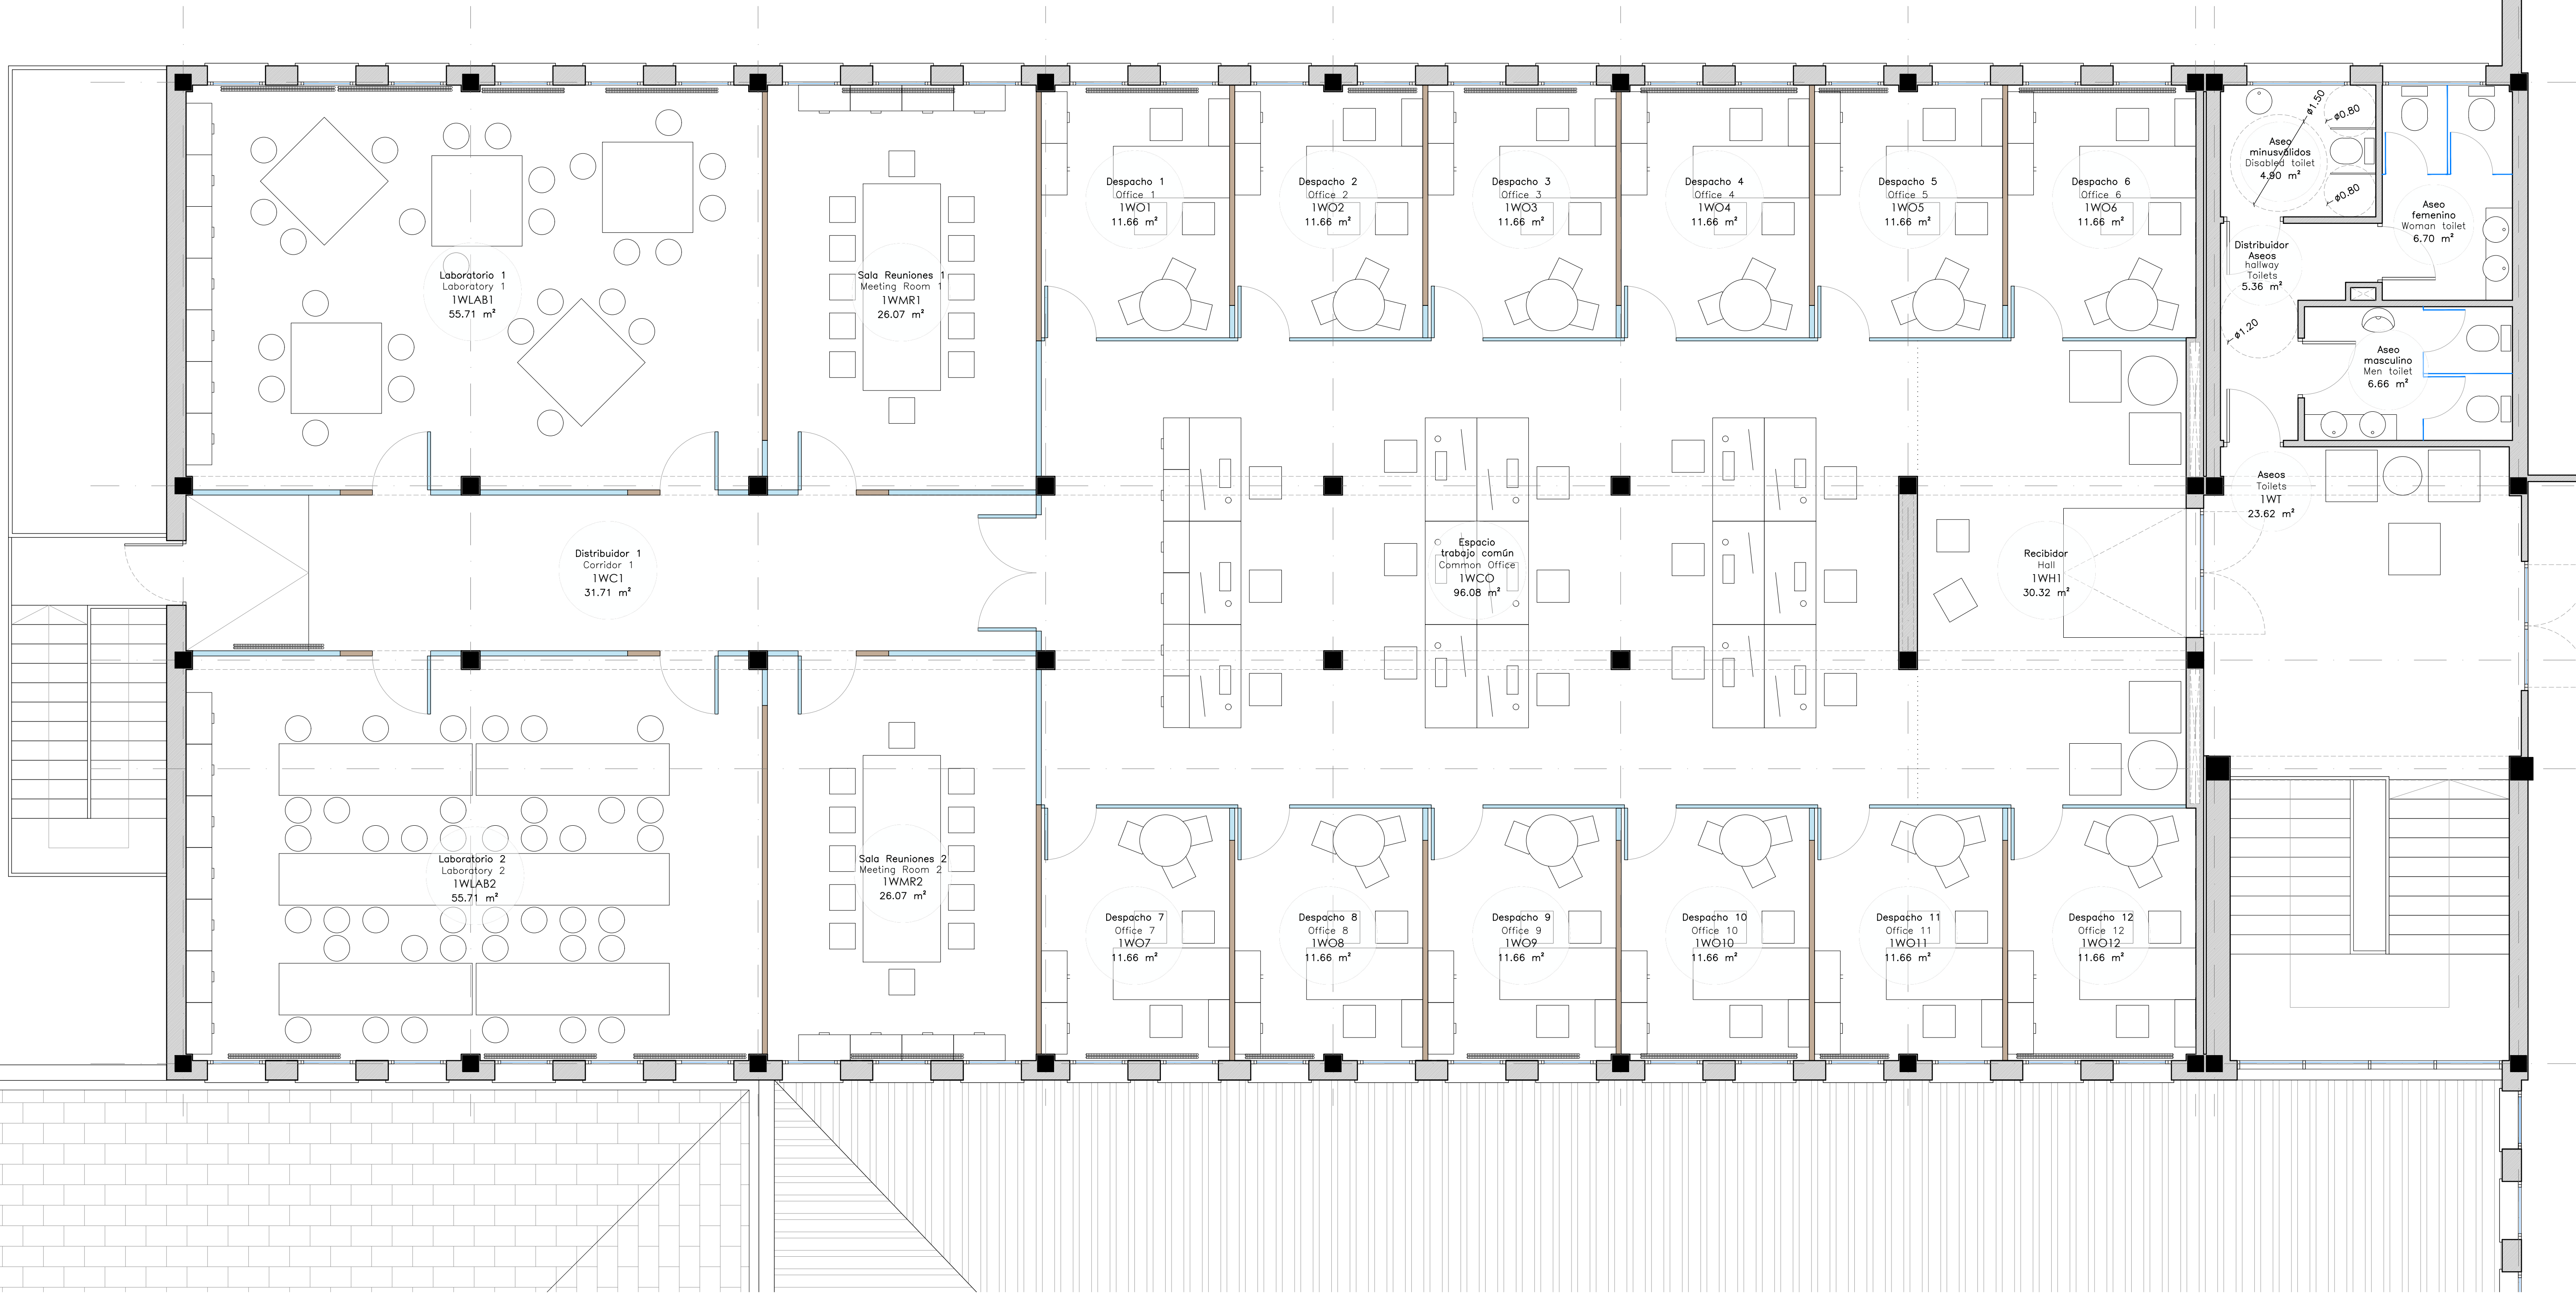 Laboratorio 1
Laboratory 1
1WLAB1
55.71 m²
Sala Reuniones 1
Meeting Room 1
1WMR1
26.07 m²
Despacho 1
Office 1
1WO1
11.66 m²
Despacho 2
Office 2
1WO2
11.66 m²
Despacho 3
Office 3
1WO3
11.66 m²
Despacho 4
Office 4
1WO4
11.66 m²
Despacho 5
Office 5
1WO5
11.66 m²
Despacho 6
Office 6
1WO6
11.66 m²
Aseo
minusválidos
Disabled toilet
4.90 m²
ø1.50
ø0.80
ø0.80
Aseo
femenino
Woman toilet
6.70 m²
Distribuidor
Aseos
hallway
Toilets
5.36 m²
ø1.20
Aseo
masculino
Men toilet
6.66 m²
Aseos
Toilets
1WT
23.62 m²
Distribuidor 1
Corridor 1
1WC1
31.71 m²
Espacio
trabajo común
Common Office
1WCO
96.08 m²
Recibidor
Hall
1WH1
30.32 m²
Laboratorio 2
Laboratory 2
1WLAB2
55.71 m²
Sala Reuniones 2
Meeting Room 2
1WMR2
26.07 m²
Despacho 7
Office 7
1WO7
11.66 m²
Despacho 8
Office 8
1WO8
11.66 m²
Despacho 9
Office 9
1WO9
11.66 m²
Despacho 10
Office 10
1WO10
11.66 m²
Despacho 11
Office 11
1WO11
11.66 m²
Despacho 12
Office 12
1WO12
11.66 m²